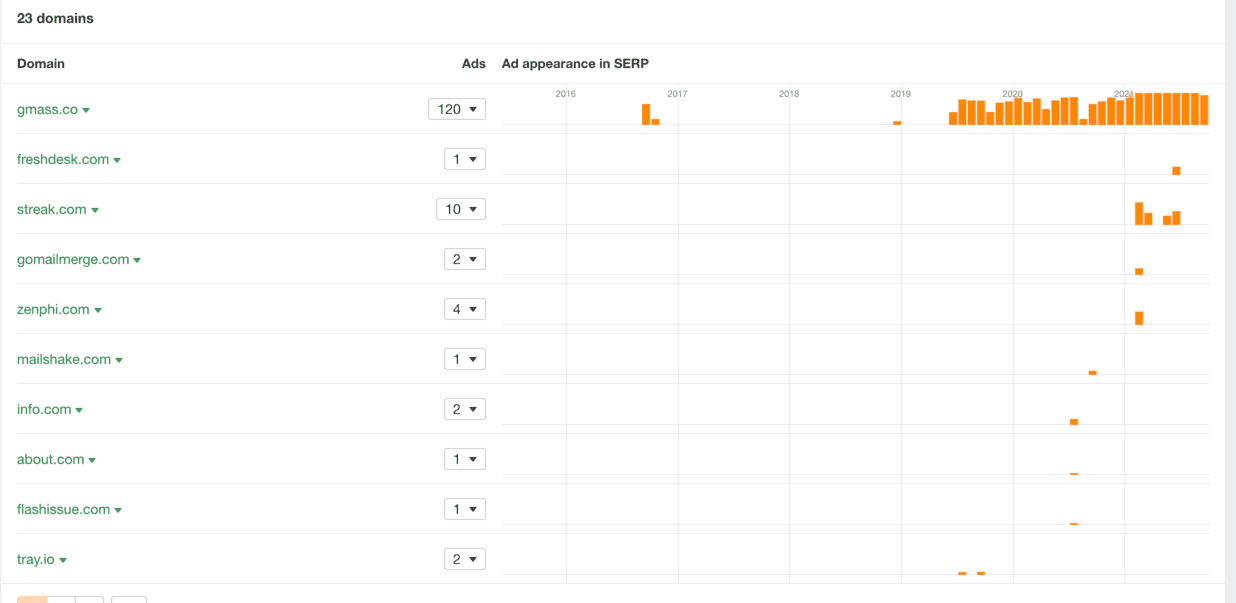 23 domains
Domain Ads Ad appearance in SERP
2016 2017 2018 2019 2020 2021
gmass.co 120
freshdesk.com 1
streak.com 10
gomailmerge.com 2
zenphi.com 4
mailshake.com 1
info.com 2
about.com 1
flashissue.com 1
tray.io 2